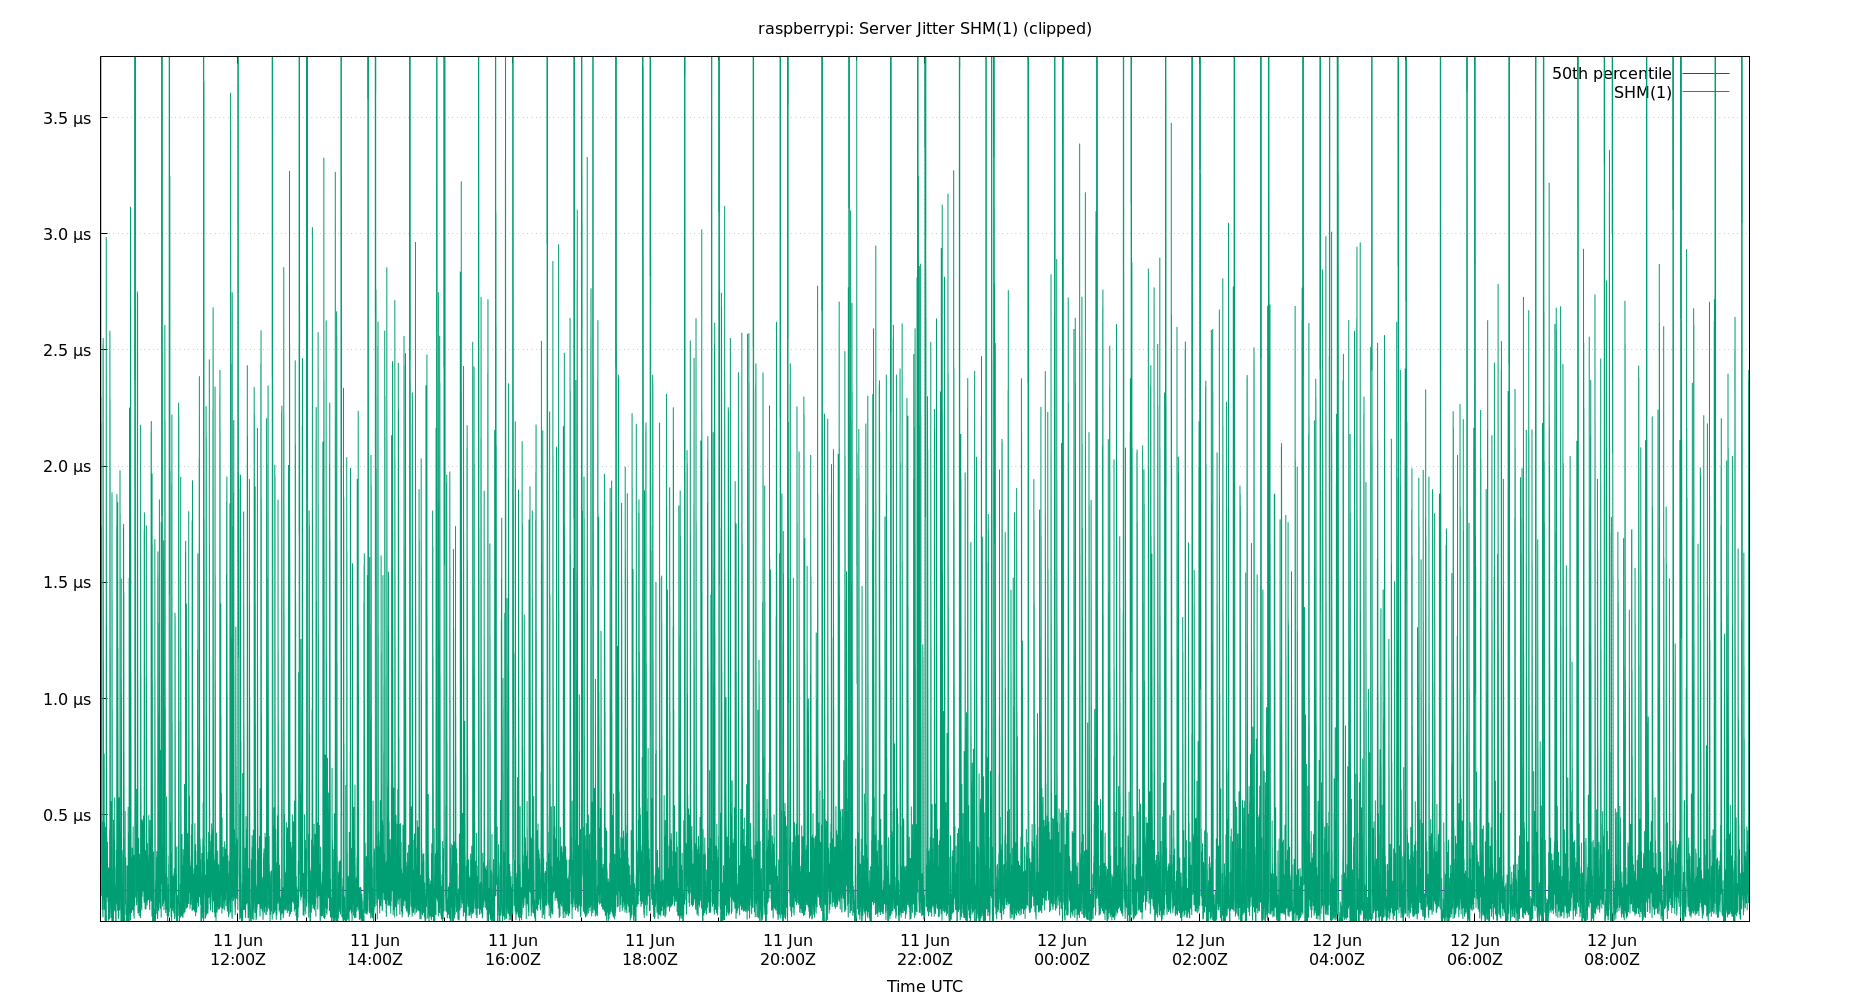 raspberrypi: Server Jitter SHM(1) (clipped)
50th percentile
SHM(1)
3.5 µs
3.0 µs
2.5 µs
2.0 µs
1.5 µs
1.0 µs
0.5 µs
11 Jun 11 Jun 11 Jun 11 Jun 11 Jun 11 Jun 12 Jun 12 Jun 12 Jun 12 Jun 12 Jun
12:00Z 14:00Z 16:00Z 18:00Z 20:00Z 22:00Z 00:00Z 02:00Z 04:00Z 06:00Z 08:00Z
Time UTC